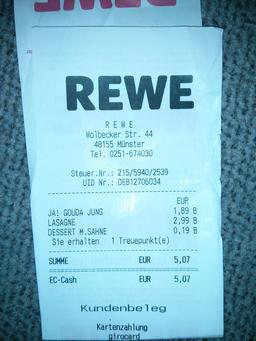 REWE
REWE
R E W E
Wolbecker Str. 44
48155 Münster
Tel. 0251-674030
Steuer.Nr.: 215/5940/2539
UID Nr.: DE812706034
EUR
JA! GOUDA JUNG 1,89 B
LASAGNE 2,99 B
DESSERT M.SAHNE 0,19 B
Sie erhalten 1 Treuepunkt(e)
SUMME EUR 5,07
EC-Cash EUR 5,07
Kundenbeleg
Kartenzahlung
girocard